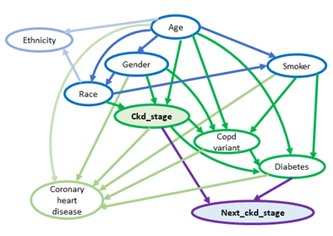 Age
Ethnicity
Gender
Smoker
Race
Ckd_stage
Copd
variant
Diabetes
Coronary
heart
disease
Next_ckd_stage